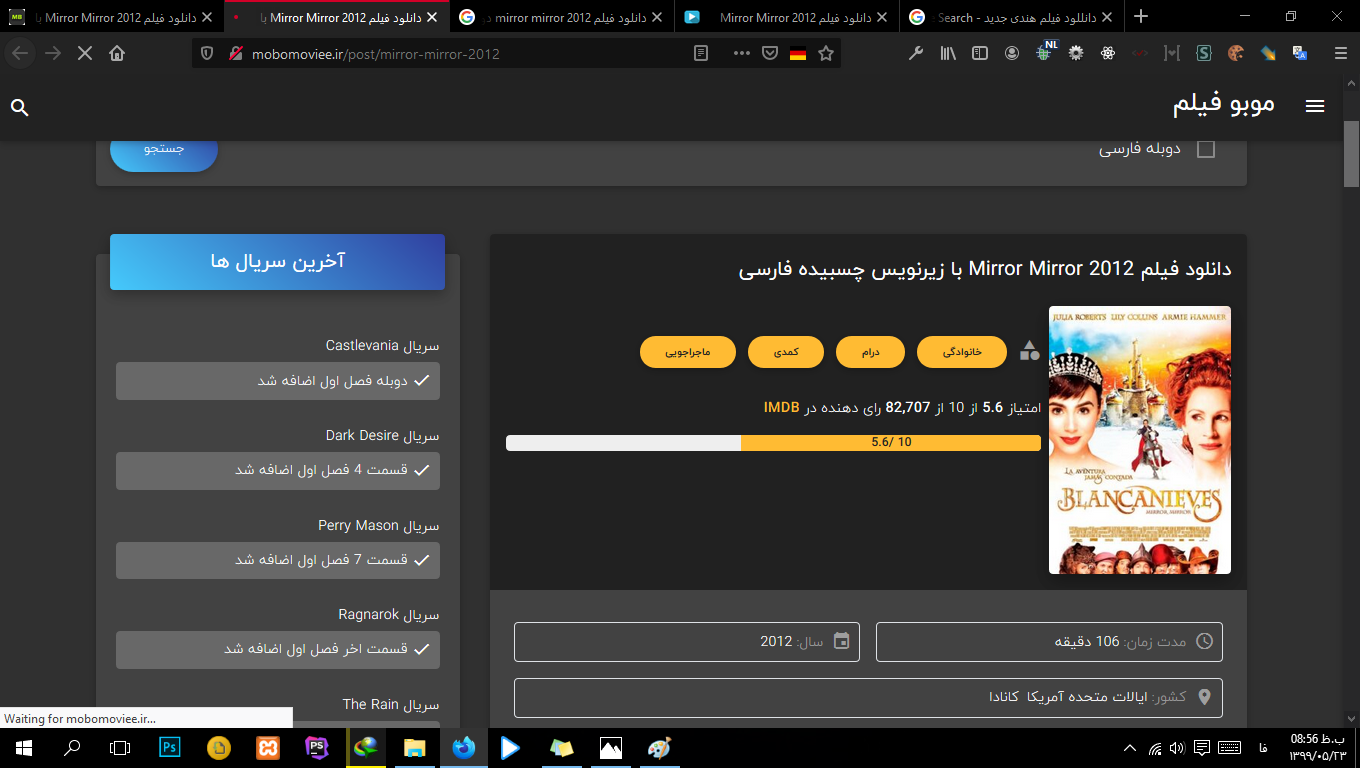 دانلود فیلم Mirror Mirror 2012 با
دانلود فیلم Mirror Mirror 2012 با
دانلود فیلم mirror mirror 2012 در
دانلود فیلم Mirror Mirror 2012
دانلود فیلم هندی جدید - Search
mobomoviee.ir/post/mirror-mirror-2012
NL
موبو فیلم
دوبله فارسی
جستجو
دانلود فیلم Mirror Mirror 2012 با زیرنویس چسبیده فارسی
JULIA ROBERTS LILY COLLINS ARMIE HAMMER
LA AVENTURA
JAMÁS CONTADA
BLANCANIEVES
MIRROR, MIRROR
خانوادگی
درام
کمدی
ماجراجویی
امتیاز 5.6 از 10 از 82,707 رای دهنده در IMDB
5.6/ 10
مدت زمان: 106 دقیقه
سال: 2012
کشور: ایالات متحده آمریکا کانادا
آخرین سریال ها
سریال Castlevania
دوبله فصل اول اضافه شد
سریال Dark Desire
قسمت 4 فصل اول اضافه شد
سریال Perry Mason
قسمت 7 فصل اول اضافه شد
سریال Ragnarok
قسمت اخر فصل اول اضافه شد
سریال The Rain
Waiting for mobomoviee.ir...
Ps
PS
فا
08:56 ب.ظ
۱۳۹۹/۰۵/۲۳